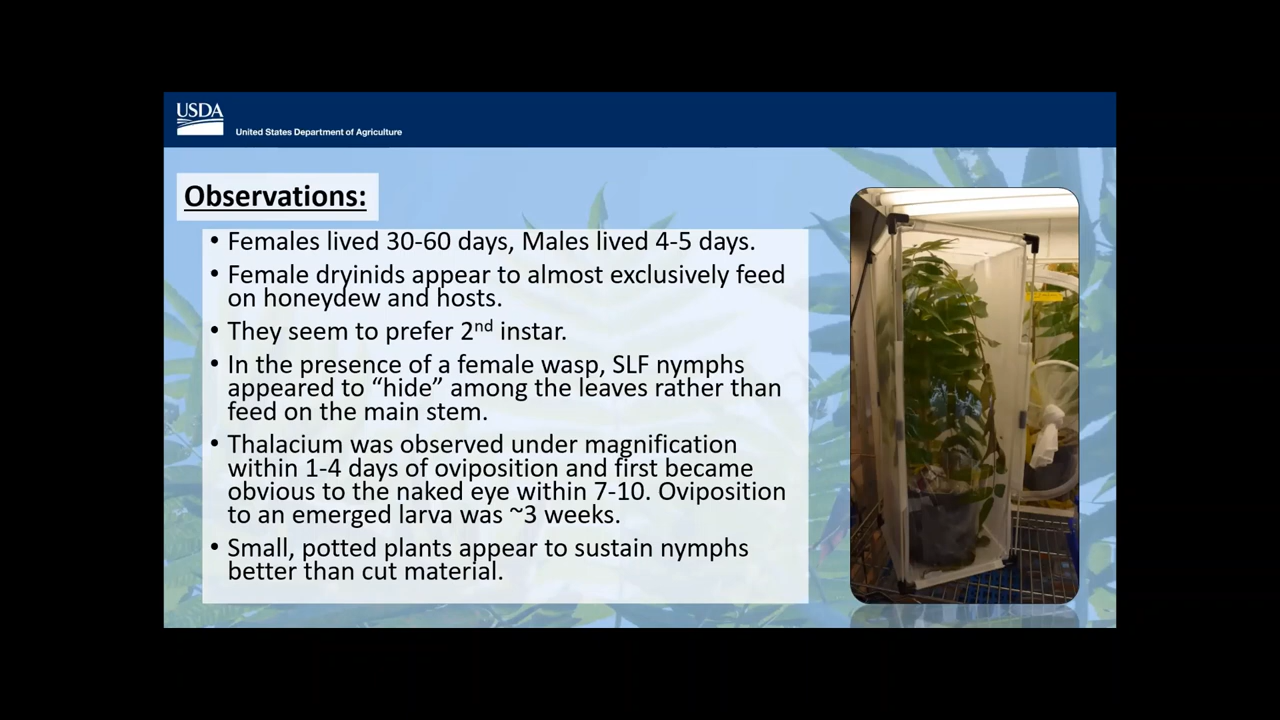 USDA
United States Department of Agriculture
Observations:
• Females lived 30-60 days, Males lived 4-5 days.
• Female dryinids appear to almost exclusively feed
on honeydew and hosts.
• They seem to prefer 2nd instar.
• In the presence of a female wasp, SLF nymphs
appeared to “hide” among the leaves rather than
feed on the main stem.
• Thalacium was observed under magnification
within 1-4 days of oviposition and first became
obvious to the naked eye within 7-10. Oviposition
to an emerged larva was ~3 weeks.
• Small, potted plants appear to sustain nymphs
better than cut material.